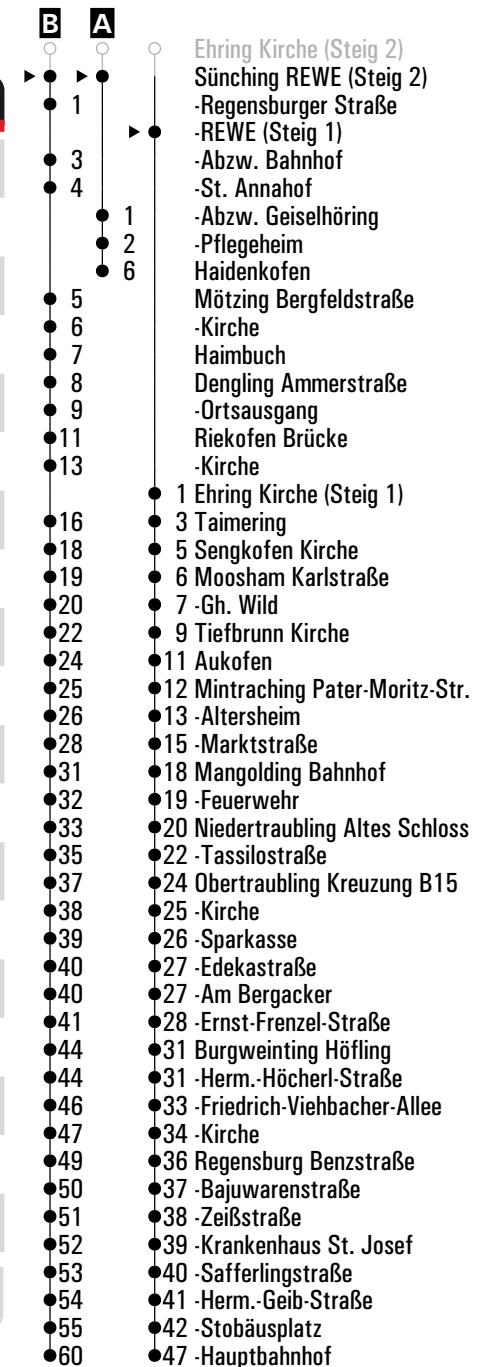 B A
Ehring Kirche (Steig 2)
Sünching REWE (Steig 2)
1 -Regensburger Straße
-REWE (Steig 1)
3 -Abzw. Bahnhof
4 -St. Annahof
1 -Abzw. Geiselhöring
2 -Pflegeheim
6 Haidenkofen
5 Mötzing Bergfeldstraße
6 -Kirche
7 Haimbuch
8 Dengling Ammerstraße
9 -Ortsausgang
11 Riekofen Brücke
13 -Kirche
1 Ehring Kirche (Steig 1)
16 3 Taimering
18 5 Sengkofen Kirche
19 6 Moosham Karlstraße
20 7 -Gh. Wild
22 9 Tiefbrunn Kirche
24 11 Aukofen
25 12 Mintraching Pater-Moritz-Str.
26 13 -Altersheim
28 15 -Marktstraße
31 18 Mangolding Bahnhof
32 19 -Feuerwehr
33 20 Niedertraubling Altes Schloss
35 22 -Tassilostraße
37 24 Obertraubling Kreuzung B15
38 25 -Kirche
39 26 -Sparkasse
40 27 -Edekastraße
40 27 -Am Bergacker
41 28 -Ernst-Frenzel-Straße
44 31 Burgweinting Höfling
44 31 -Herm.-Höcherl-Straße
46 33 -Friedrich-Viehbacher-Allee
47 34 -Kirche
49 36 Regensburg Benzstraße
50 37 -Bajuwarenstraße
51 38 -Zeißstraße
52 39 -Krankenhaus St. Josef
53 40 -Safferlingstraße
54 41 -Herm.-Geib-Straße
55 42 -Stobäusplatz
60 47 -Hauptbahnhof